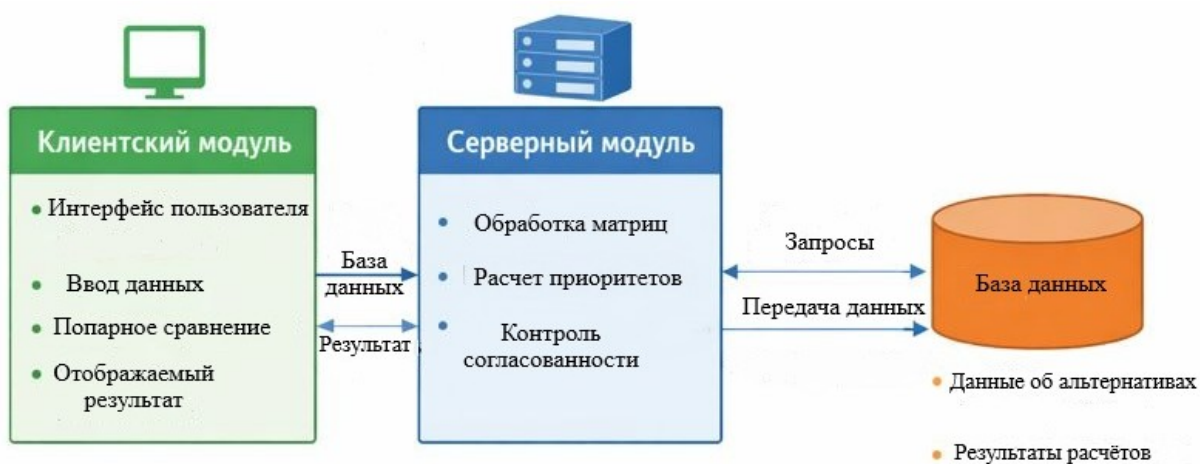 Клиентский модуль
• Интерфейс пользователя
• Ввод данных
• Попарное сравнение
• Отображаемый
результат
База
данных
Результат
Серверный модуль
• Обработка матриц
• Расчет приоритетов
• Контроль
согласованности
Запросы
Передача данных
База данных
• Данные об альтернативах
• Результаты расчётов